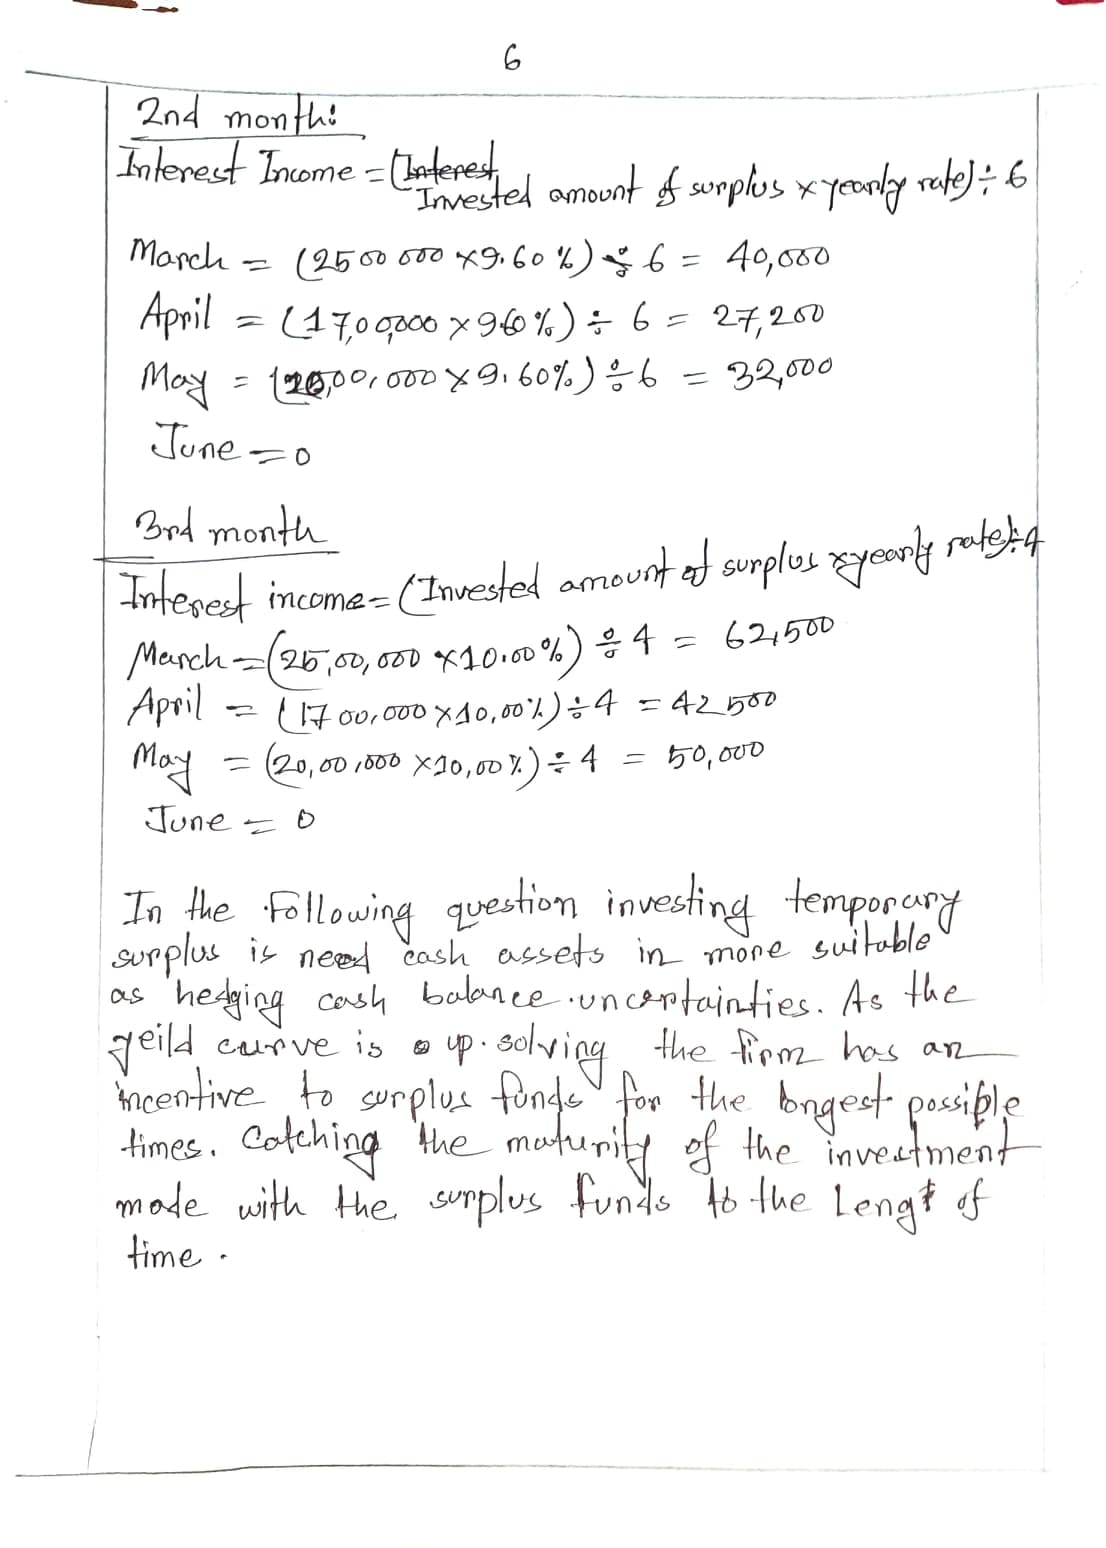 6
2nd month:
Interest Income = (Interest
Invested amount of surplus x yearly rate) ÷ 6
March = (2500 000 x9.60 %) ÷ 6 = 40,000
April = (17,00,000 x 9.60 %) ÷ 6 = 27,200
May = (20,00,000 x 9.60%) ÷ 6 = 32,000
June = 0
3rd month
Interest income = (Invested amount of surplus x yearly rate) ÷ 4
March = (25,00,000 x10.00 %) ÷ 4 = 62,500
April = (17 00,000 x 10,00%) ÷ 4 = 42 500
May = (20,00,000 x10,00 %) ÷ 4 = 50,000
June = 0
In the Following question investing temporary
surplus is need cash assets in more suitable
as hedging cash balance uncertainties. As the
yeild curve is up. solving the firm has an
incentive to surplus funds for the longest possible
times. Catching the maturity of the investment
made with the surplus funds to the Lengt of
time.